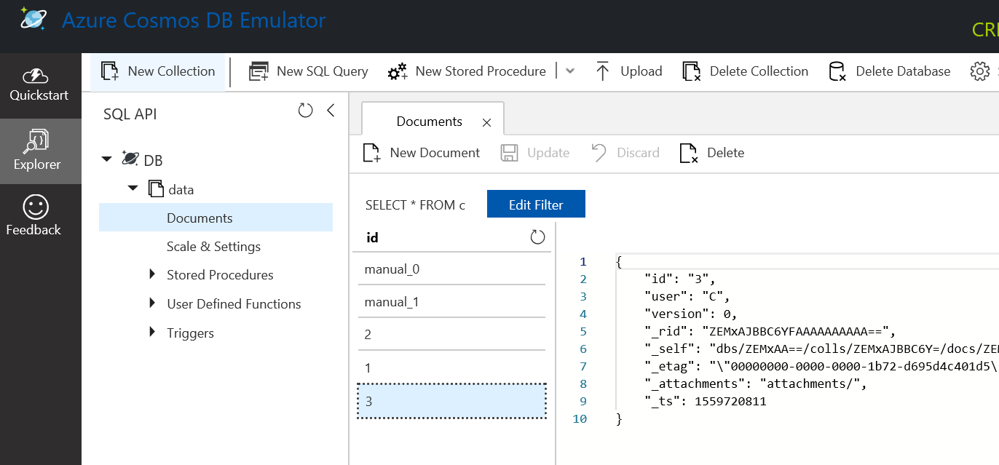 Azure Cosmos DB Emulator
CRE
New Collection New SQL Query New Stored Procedure Upload Delete Collection Delete Database
Quickstart
Explorer
Feedback
SQL API
DB
data
Documents
Scale & Settings
Stored Procedures
User Defined Functions
Triggers
Documents
New Document Update Discard Delete
SELECT * FROM c Edit Filter
id
manual_0
manual_1
2
1
3
1 {
2 "id": "3",
3 "user": "C",
4 "version": 0,
5 "_rid": "ZEMxAJBBC6YFAAAAAAAAAA==",
6 "_self": "dbs/ZEMxAA==/colls/ZEMxAJBBC6Y=/docs/ZEM
7 "_etag": "\"00000000-0000-0000-1b72-d695d4c401d5\
8 "_attachments": "attachments/",
9 "_ts": 1559720811
10 }